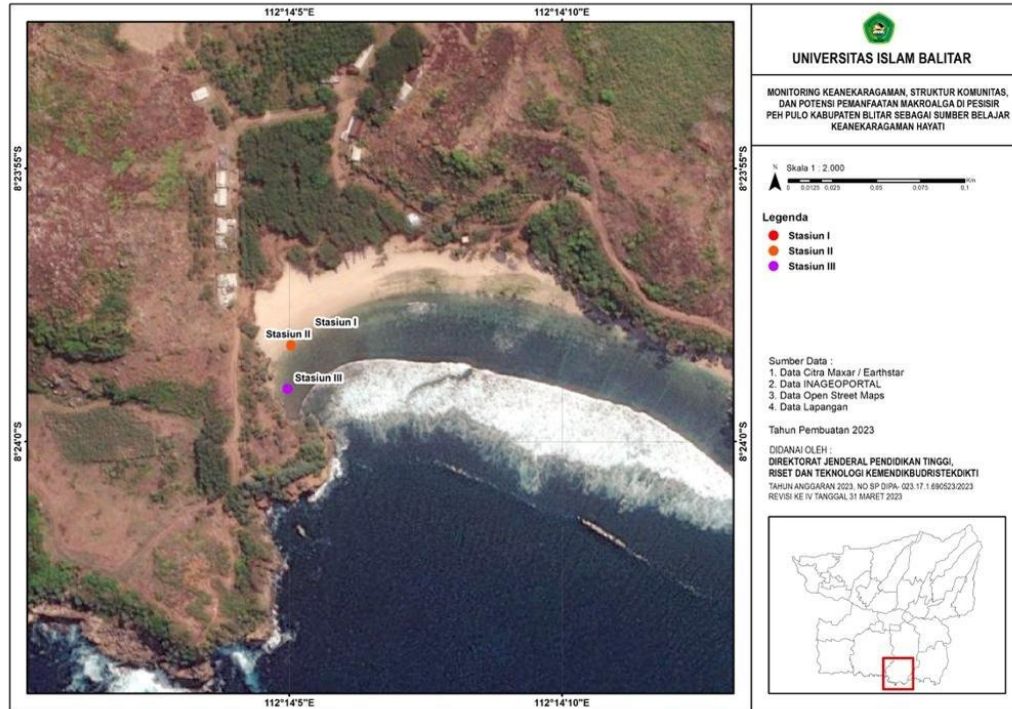 112°14'5"E
112°14'10"E
8°23'55"S
8°24'0"S
Stasiun I
Stasiun II
Stasiun III
8°23'55"S
8°24'0"S
112°14'5"E
112°14'10"E
UNIVERSITAS ISLAM BALITAR
MONITORING KEANEKARAGAMAN, STRUKTUR KOMUNITAS,
DAN POTENSI PEMANFAATAN MAKROALGA DI PESISIR
PEH PULO KABUPATEN BLITAR SEBAGAI SUMBER BELAJAR
KEANEKARAGAMAN HAYATI
N
Skala 1 : 2.000
Km
0 0.0125 0.025 0,05 0.075 0,1
Legenda
Stasiun I
Stasiun II
Stasiun III
Sumber Data :
1. Data Citra Maxar / Earthstar
2. Data INAGEOPORTAL
3. Data Open Street Maps
4. Data Lapangan
Tahun Pembuatan 2023
DIDANAI OLEH :
DIREKTORAT JENDERAL PENDIDIKAN TINGGI,
RISET DAN TEKNOLOGI KEMENDIKBUDRISTEKDIKTI
TAHUN ANGGARAN 2023, NO SP DIPA- 023.17.1.690523/2023
REVISI KE IV TANGGAL 31 MARET 2023